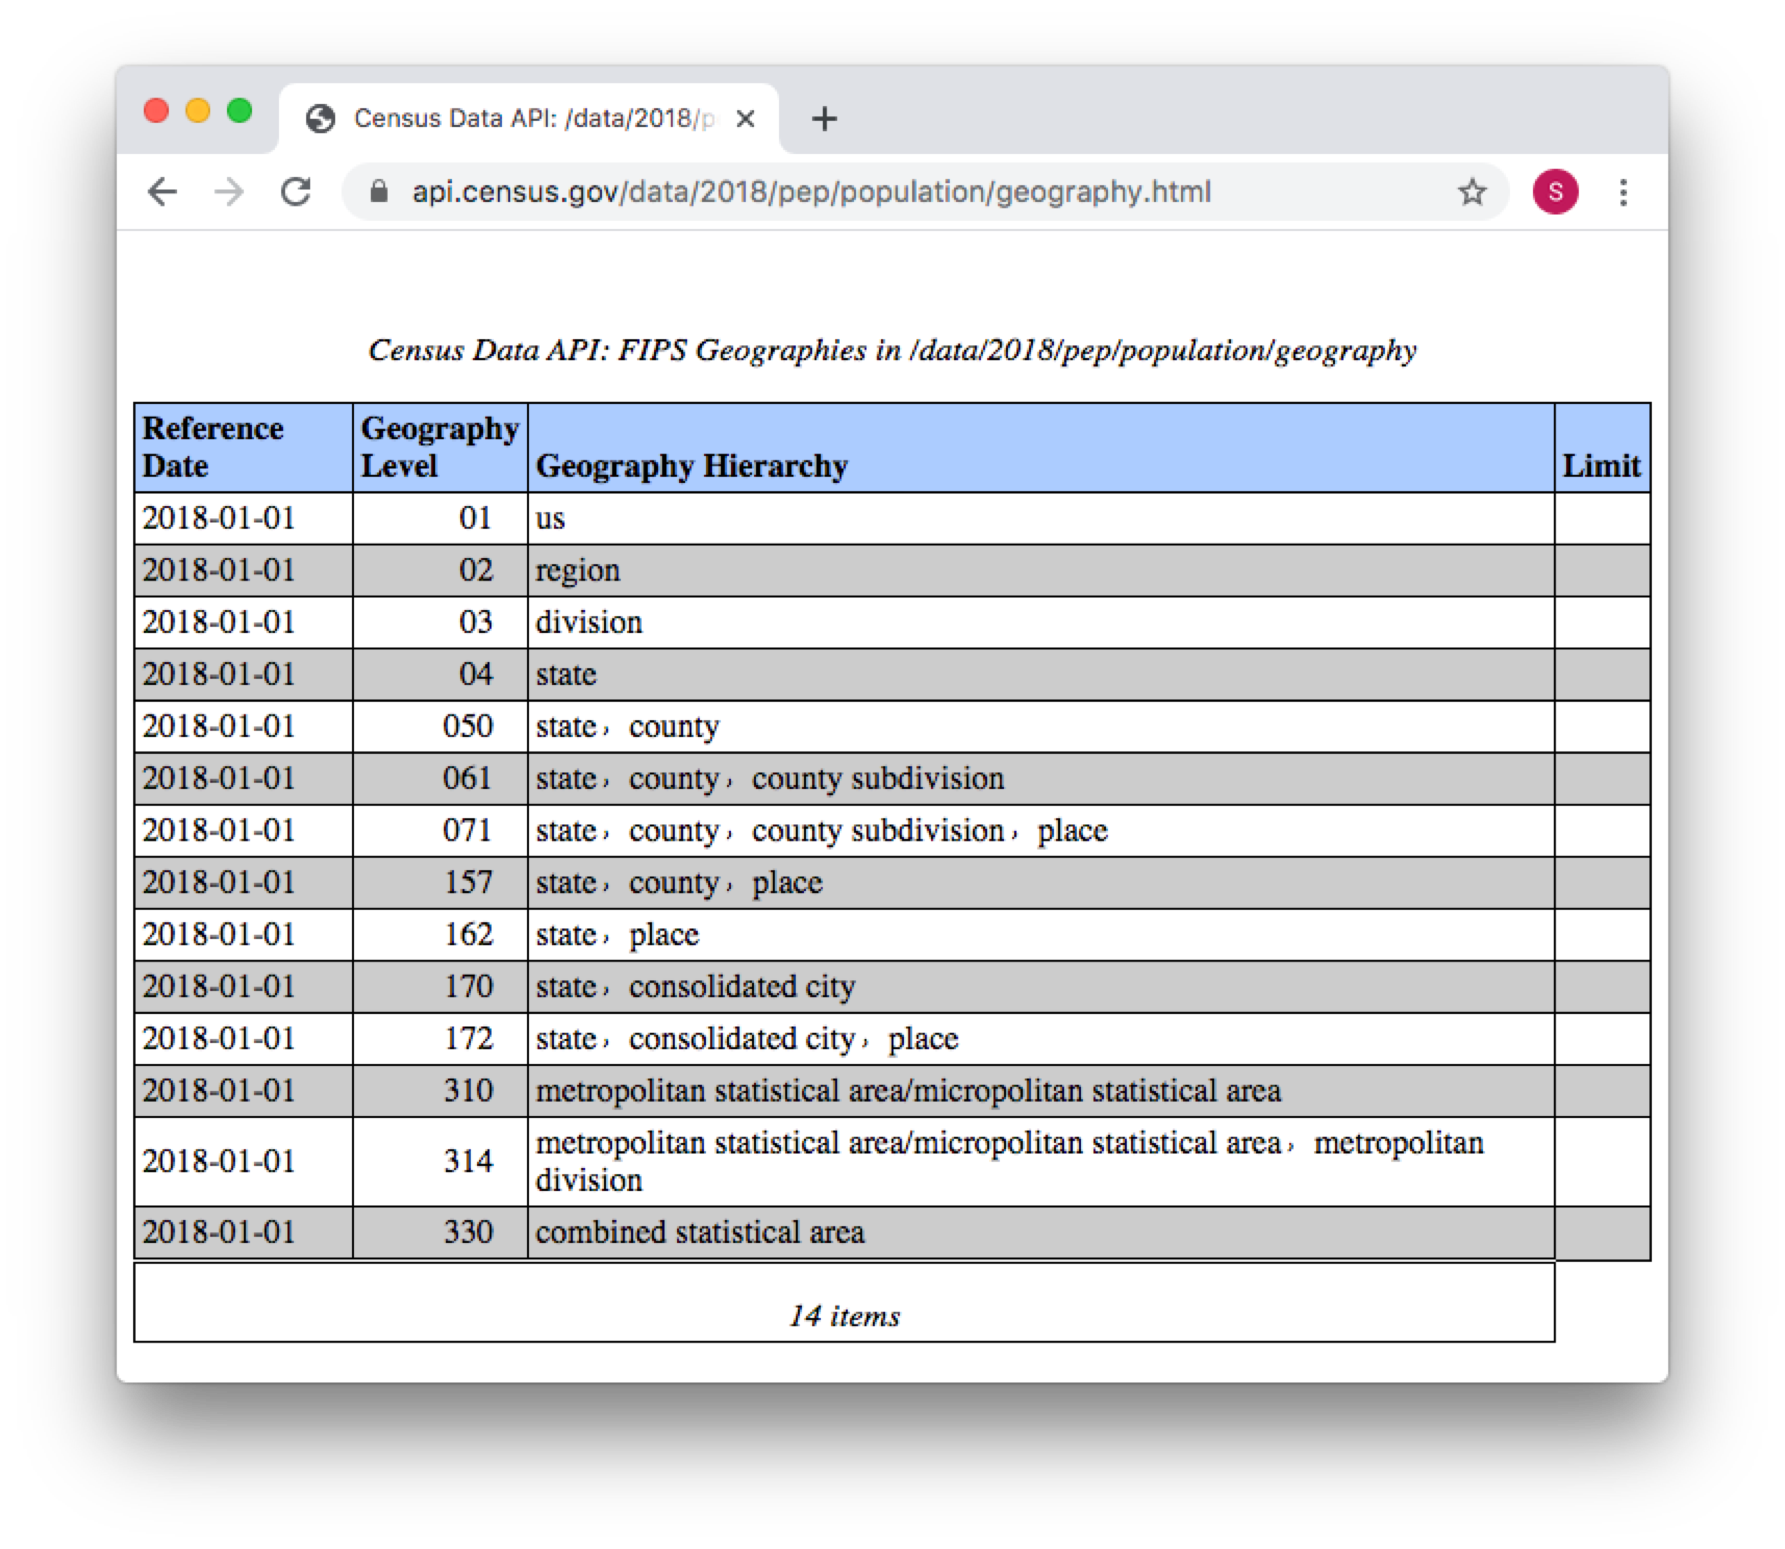 Census Data API: /data/2018/p
api.census.gov/data/2018/pep/population/geography.html
S
Census Data API: FIPS Geographies in /data/2018/pep/population/geography
Reference Date Geography Level Geography Hierarchy Limit
2018-01-01 01 us
2018-01-01 02 region
2018-01-01 03 division
2018-01-01 04 state
2018-01-01 050 state› county
2018-01-01 061 state› county› county subdivision
2018-01-01 071 state› county› county subdivision› place
2018-01-01 157 state› county› place
2018-01-01 162 state› place
2018-01-01 170 state› consolidated city
2018-01-01 172 state› consolidated city› place
2018-01-01 310 metropolitan statistical area/micropolitan statistical area
2018-01-01 314 metropolitan statistical area/micropolitan statistical area› metropolitan
division
2018-01-01 330 combined statistical area
14 items